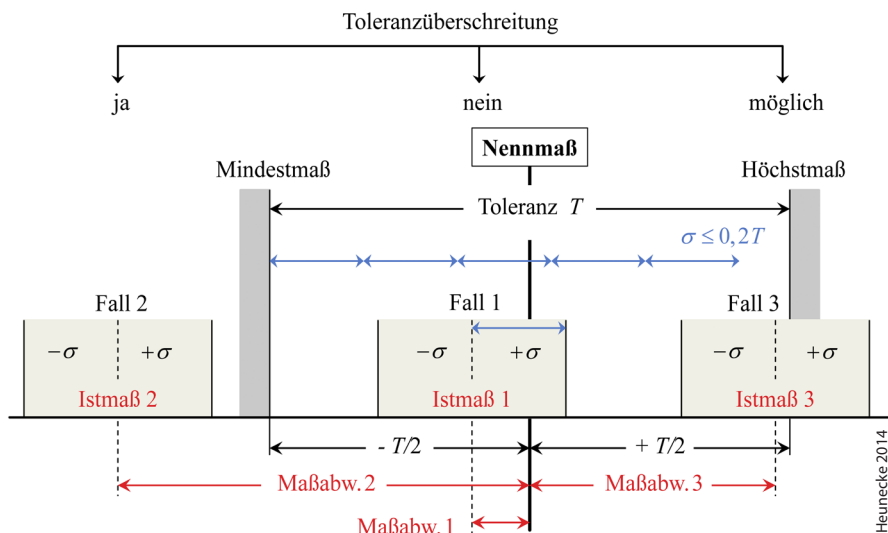 Toleranzüberschreitung
ja nein möglich
Nennmaß
Mindestmaß Höchstmaß
Toleranz T
σ ≤ 0,2T
Fall 2 Fall 1 Fall 3
−σ +σ −σ +σ −σ +σ
Istmaß 2 Istmaß 1 Istmaß 3
- T/2 + T/2
Maßabw. 2 Maßabw. 3
Maßabw. 1
Heunecke 2014